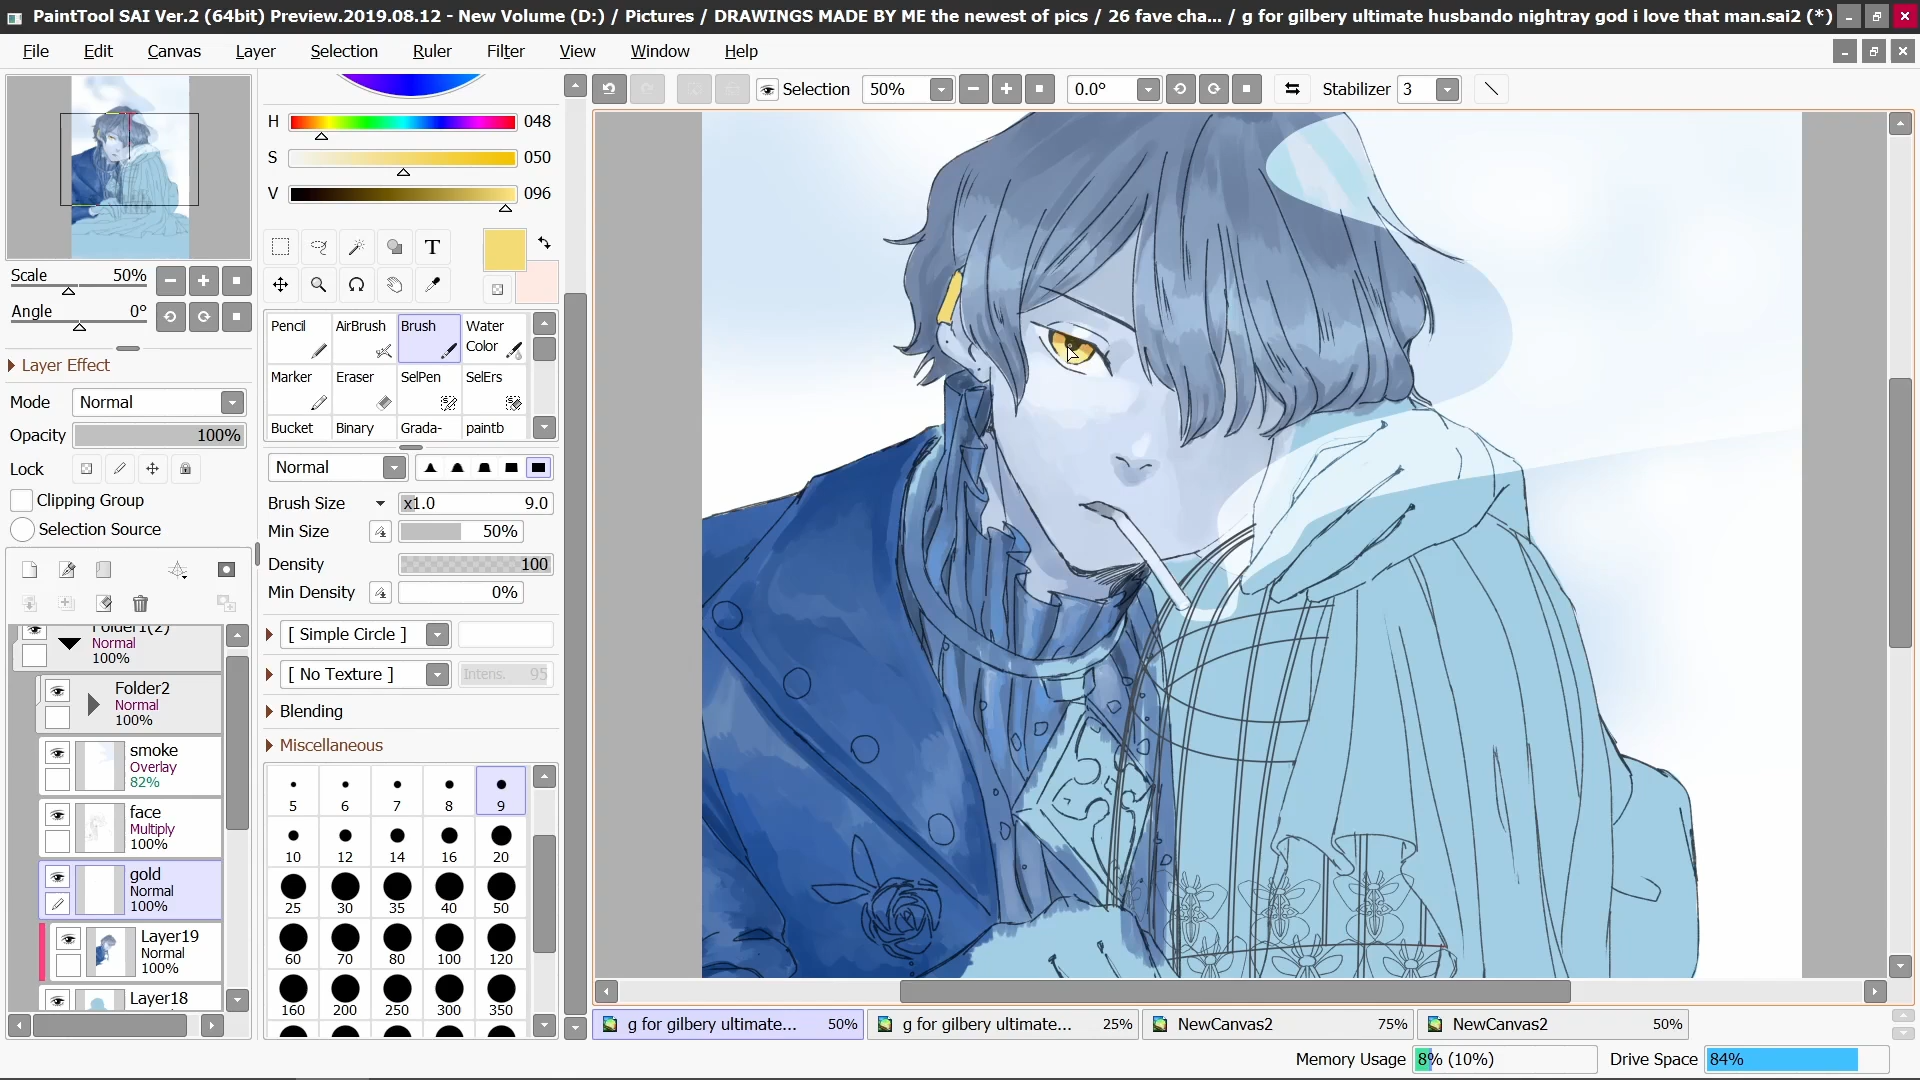 PaintTool SAI Ver.2 (64bit) Preview.2019.08.12 - New Volume (D:) / Pictures / DRAWINGS MADE BY ME the newest of pics / 26 fave cha... / g for gilbery ultimate husbando nightray god i love that man.sai2 (*)
File Edit Canvas Layer Selection Ruler Filter View Window Help
Selection 50% 0.0° Stabilizer 3
H 048
S 050
V 096
T
Scale 50%
Angle 0°
Layer Effect
Mode Normal
Opacity 100%
Lock
Clipping Group
Selection Source
Folder1(2)
Normal
100%
Folder2
Normal
100%
smoke
Overlay
82%
face
Multiply
100%
gold
Normal
100%
Layer19
Normal
100%
Layer18
Pencil AirBrush Brush Water Color
Marker Eraser SelPen SelErs
Bucket Binary Grada- paintb
Normal
Brush Size x1.0 9.0
Min Size 50%
Density 100
Min Density 0%
[ Simple Circle ]
[ No Texture ] Intens. 95
Blending
Miscellaneous
5 6 7 8 9
10 12 14 16 20
25 30 35 40 50
60 70 80 100 120
160 200 250 300 350
g for gilbery ultimate... 50% g for gilbery ultimate... 25% NewCanvas2 75% NewCanvas2 50%
Memory Usage 8% (10%) Drive Space 84%